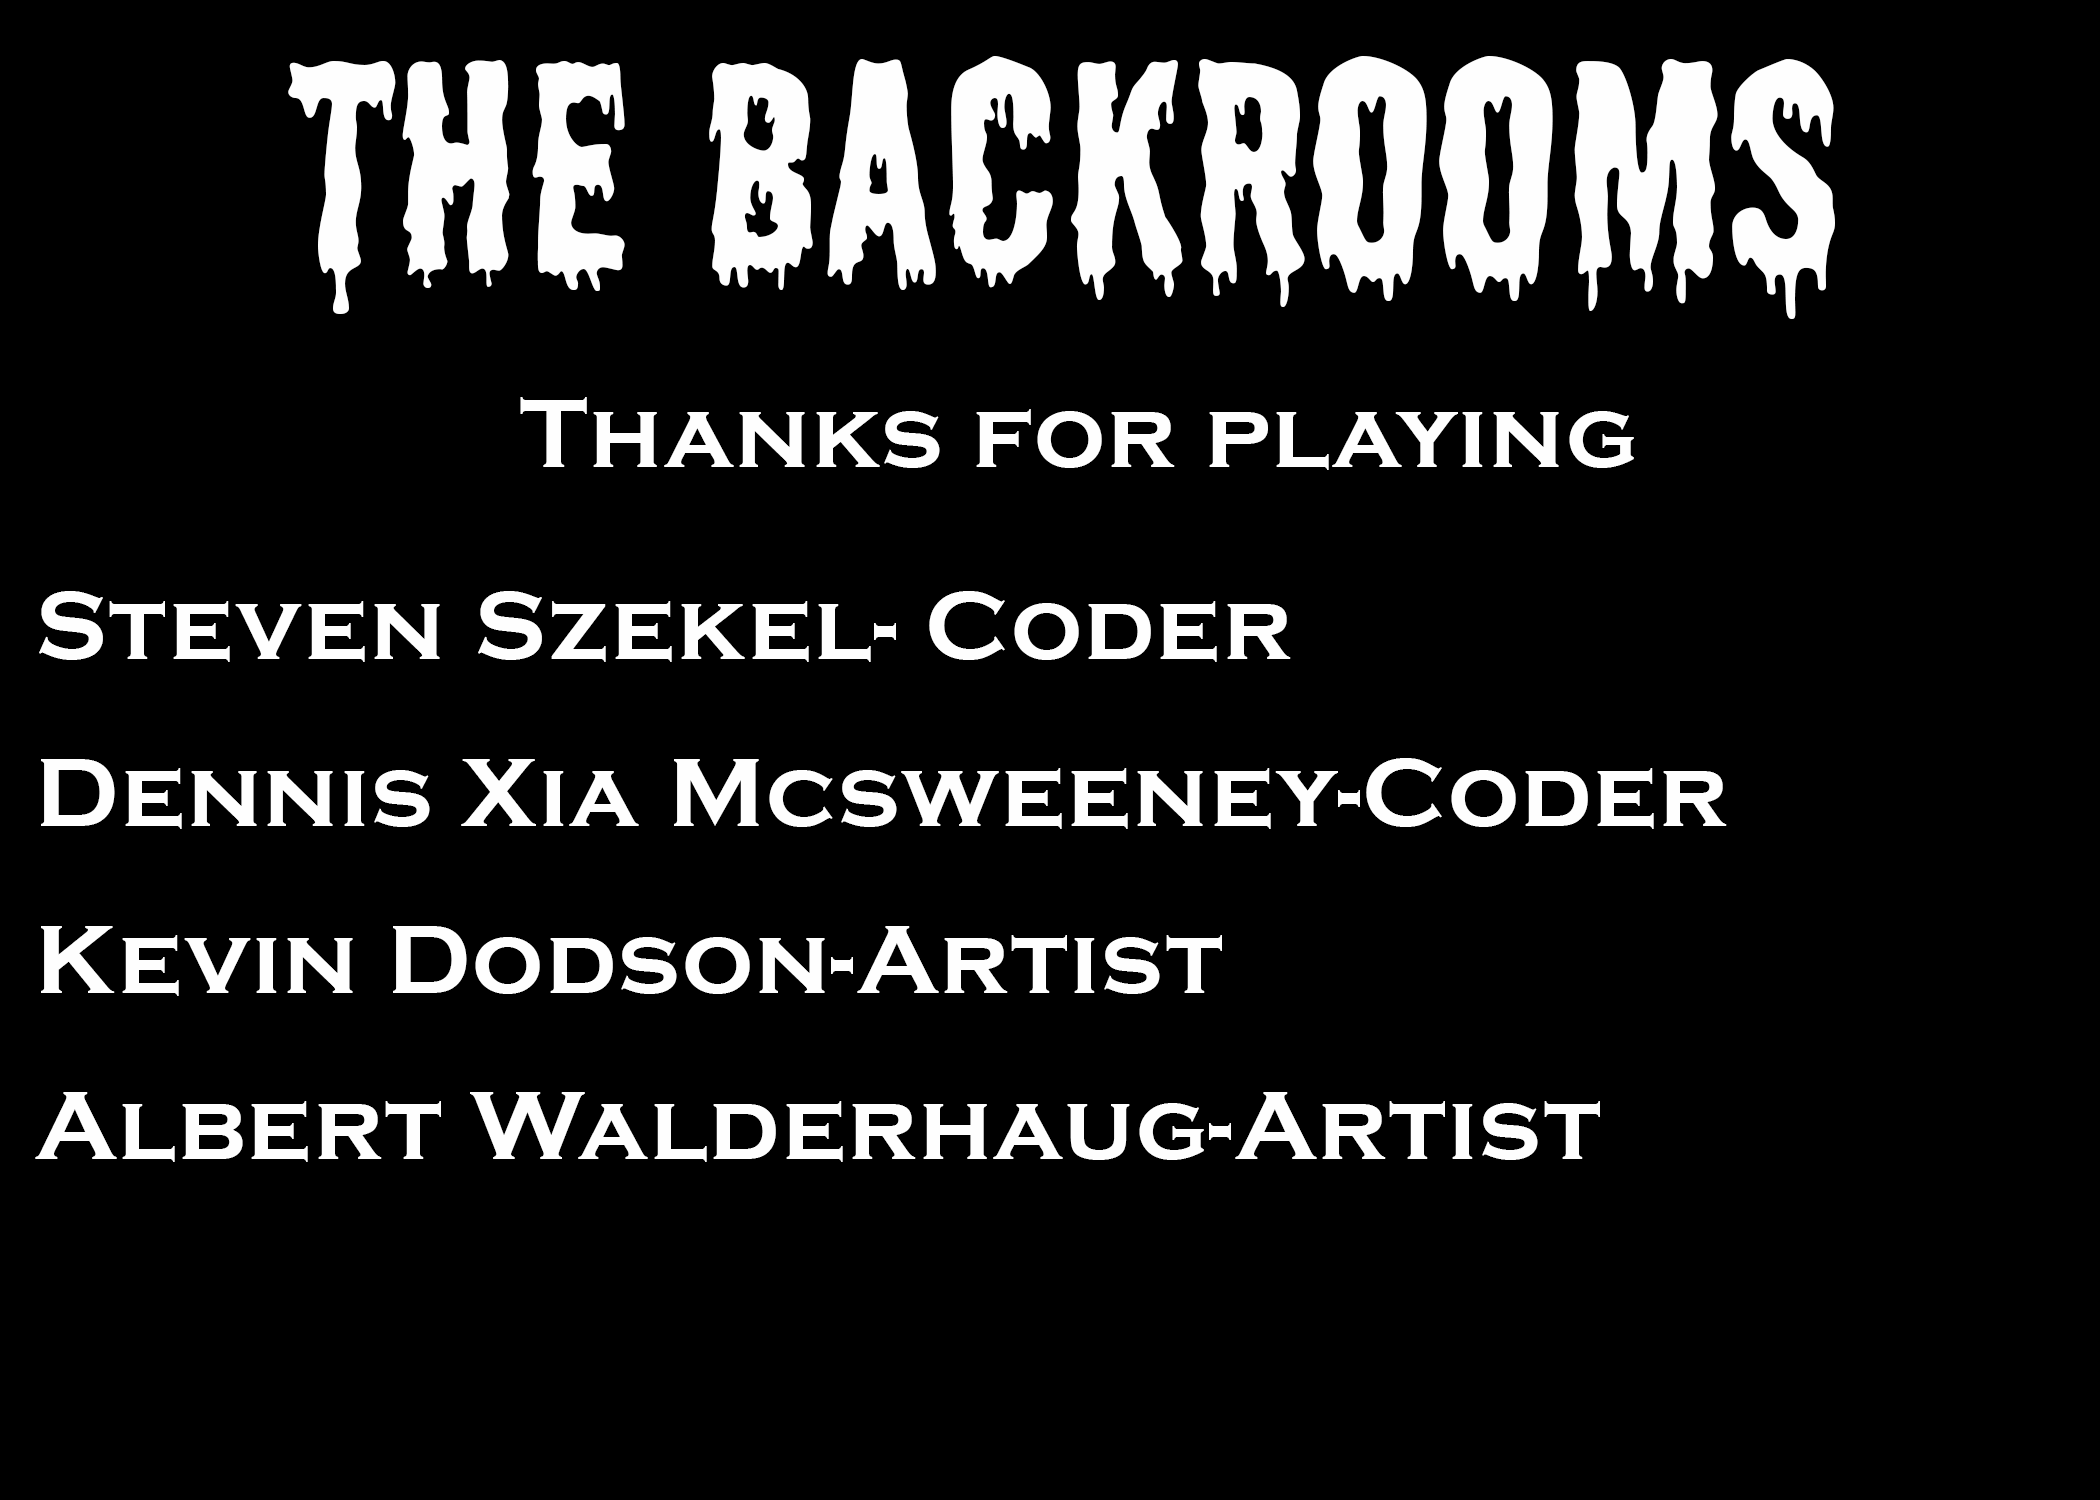 THE BACKROOMS
Thanks for playing
Steven Szekel- Coder
Dennis Xia Mcsweeney-Coder
Kevin Dodson-Artist
Albert Walderhaug-Artist